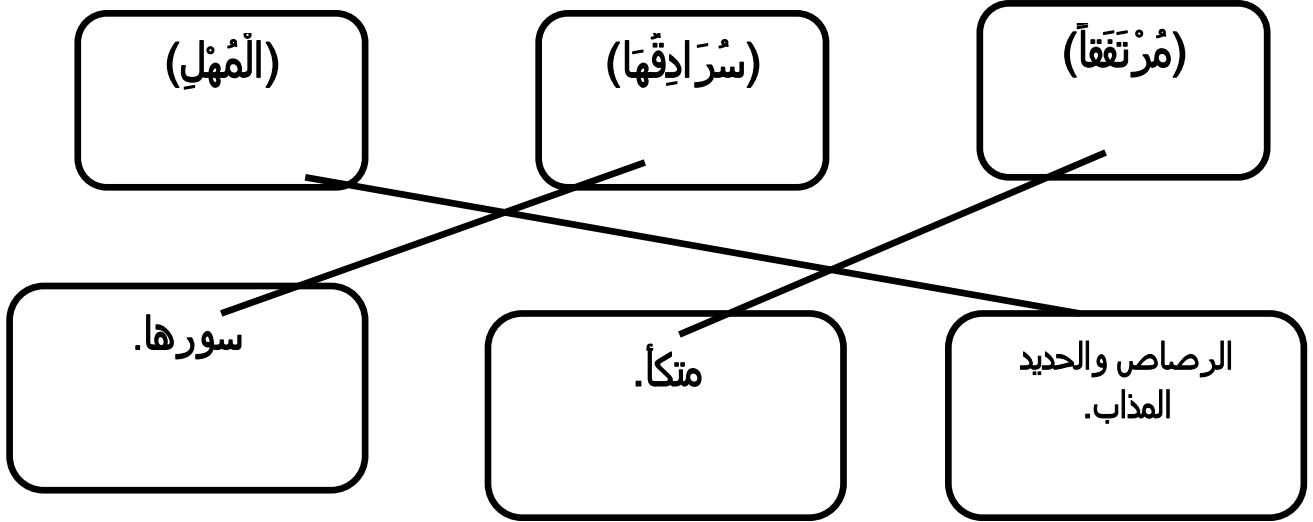 (مُرْتَفَقاً)
(سُرَادِقُهَا)
(الْمُهْلِ)
الرصاص والحديد
المذاب.
متكأ.
سورها.